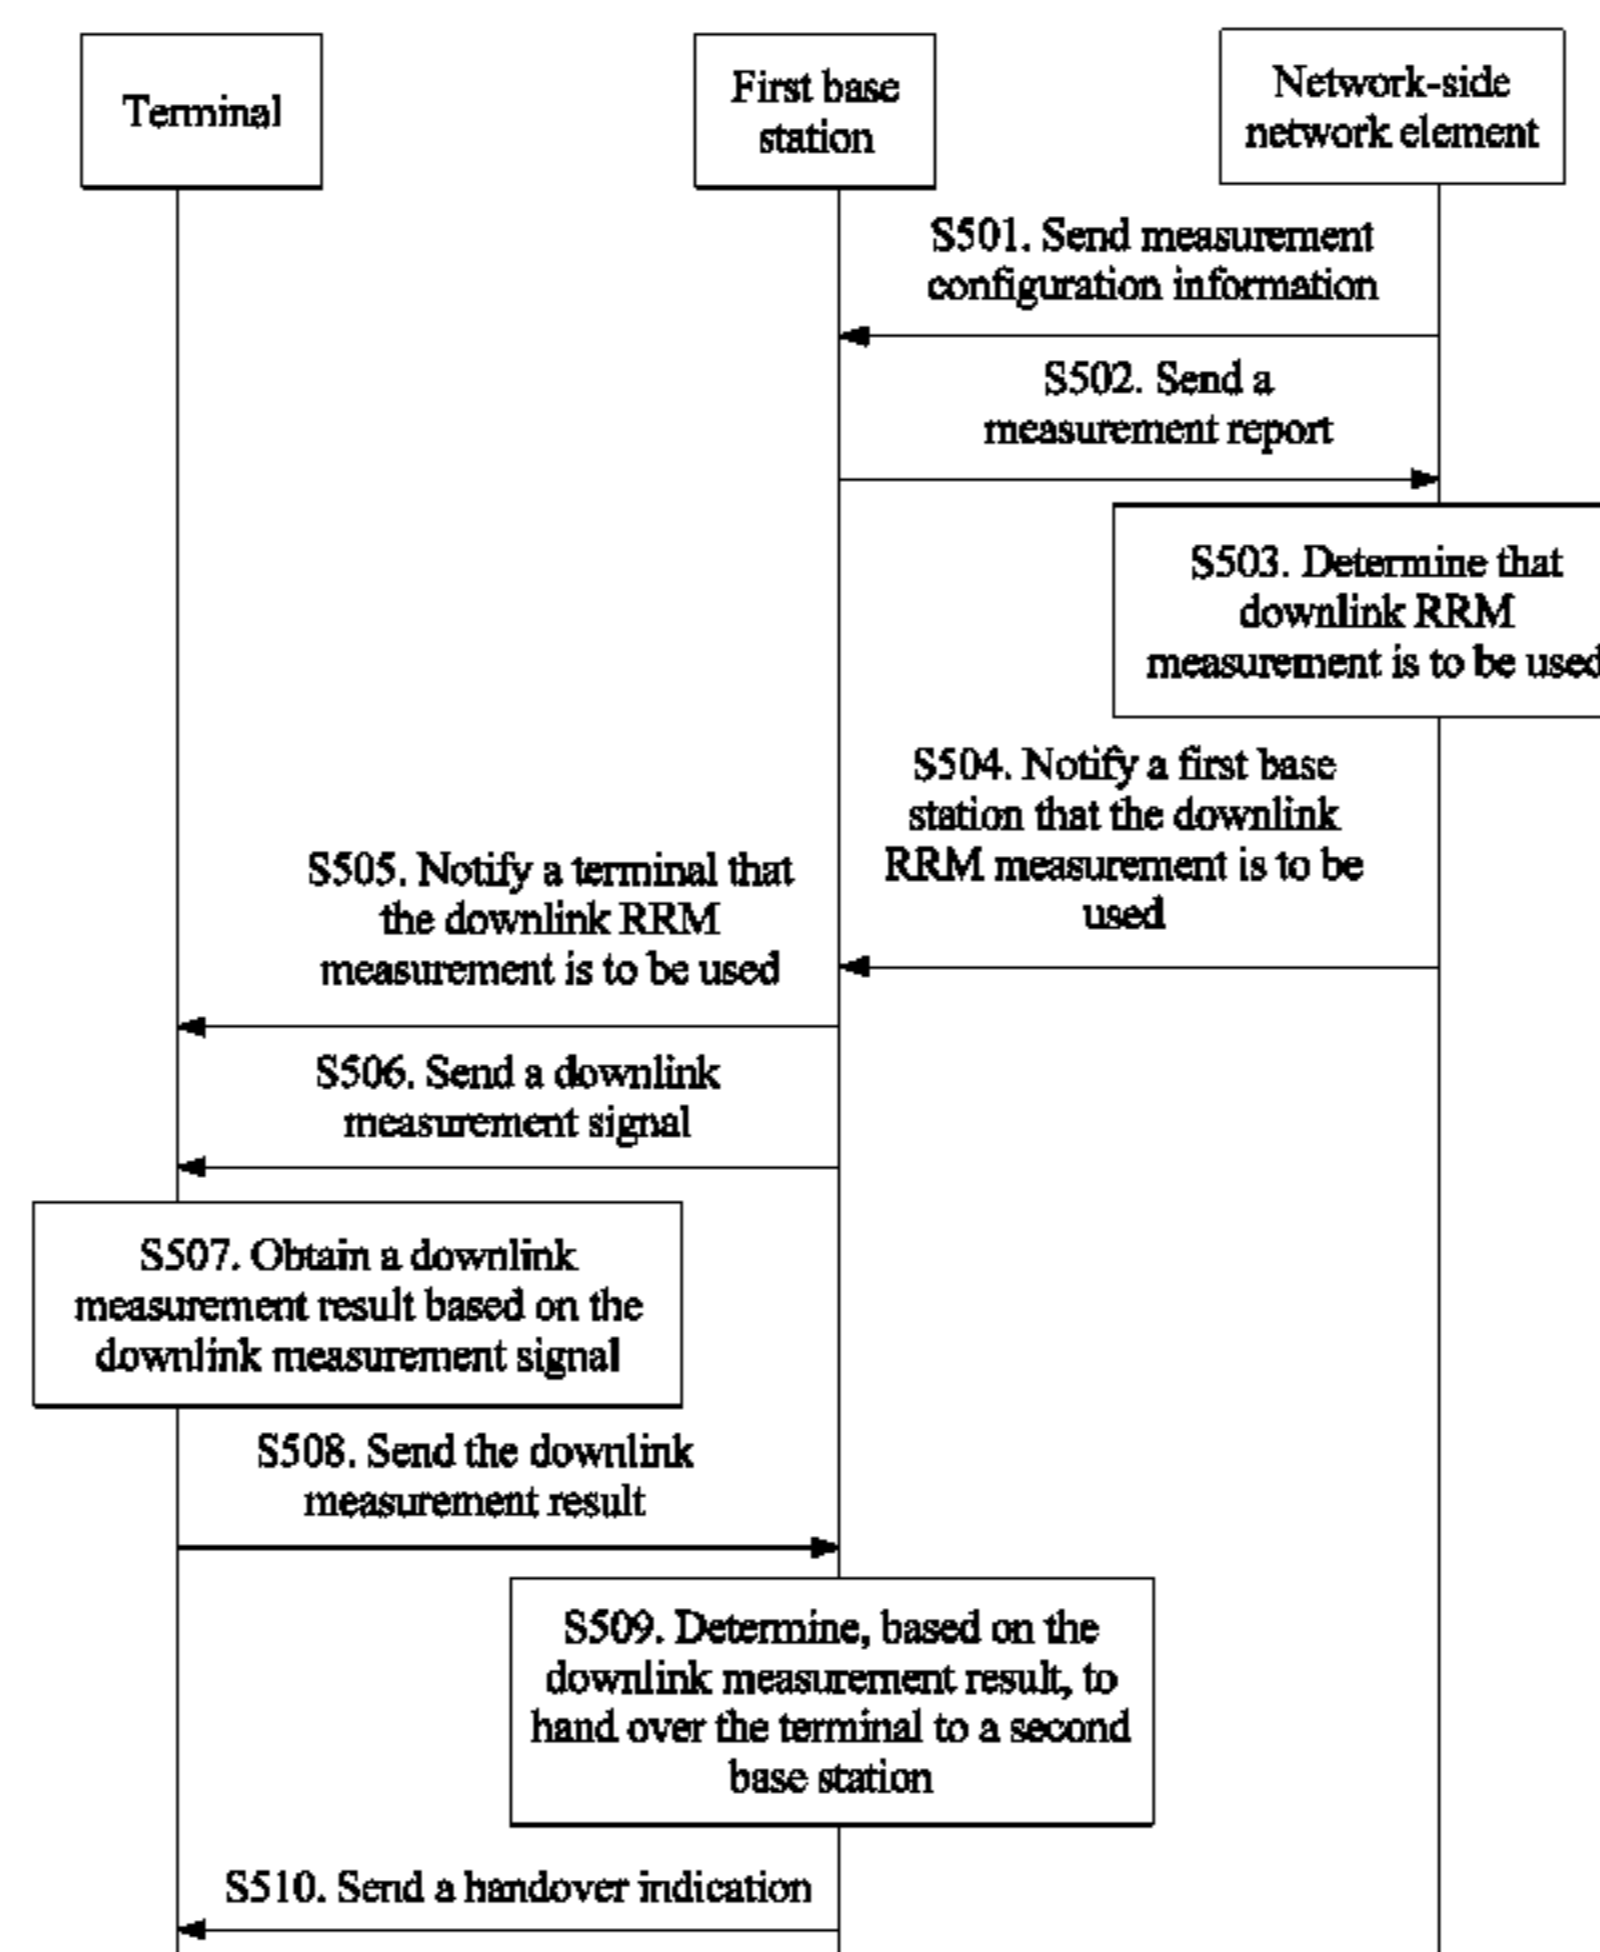 Terminal
First base
station
Network-side
network element
S501. Send measurement
configuration information
S502. Send a
measurement report
S503. Determine that
downlink RRM
measurement is to be used
S504. Notify a first base
station that the downlink
RRM measurement is to be
used
S505. Notify a terminal that
the downlink RRM
measurement is to be used
S506. Send a downlink
measurement signal
S507. Obtain a downlink
measurement result based on the
downlink measurement signal
S508. Send the downlink
measurement result
S509. Determine, based on the
downlink measurement result, to
hand over the terminal to a second
base station
S510. Send a handover indication